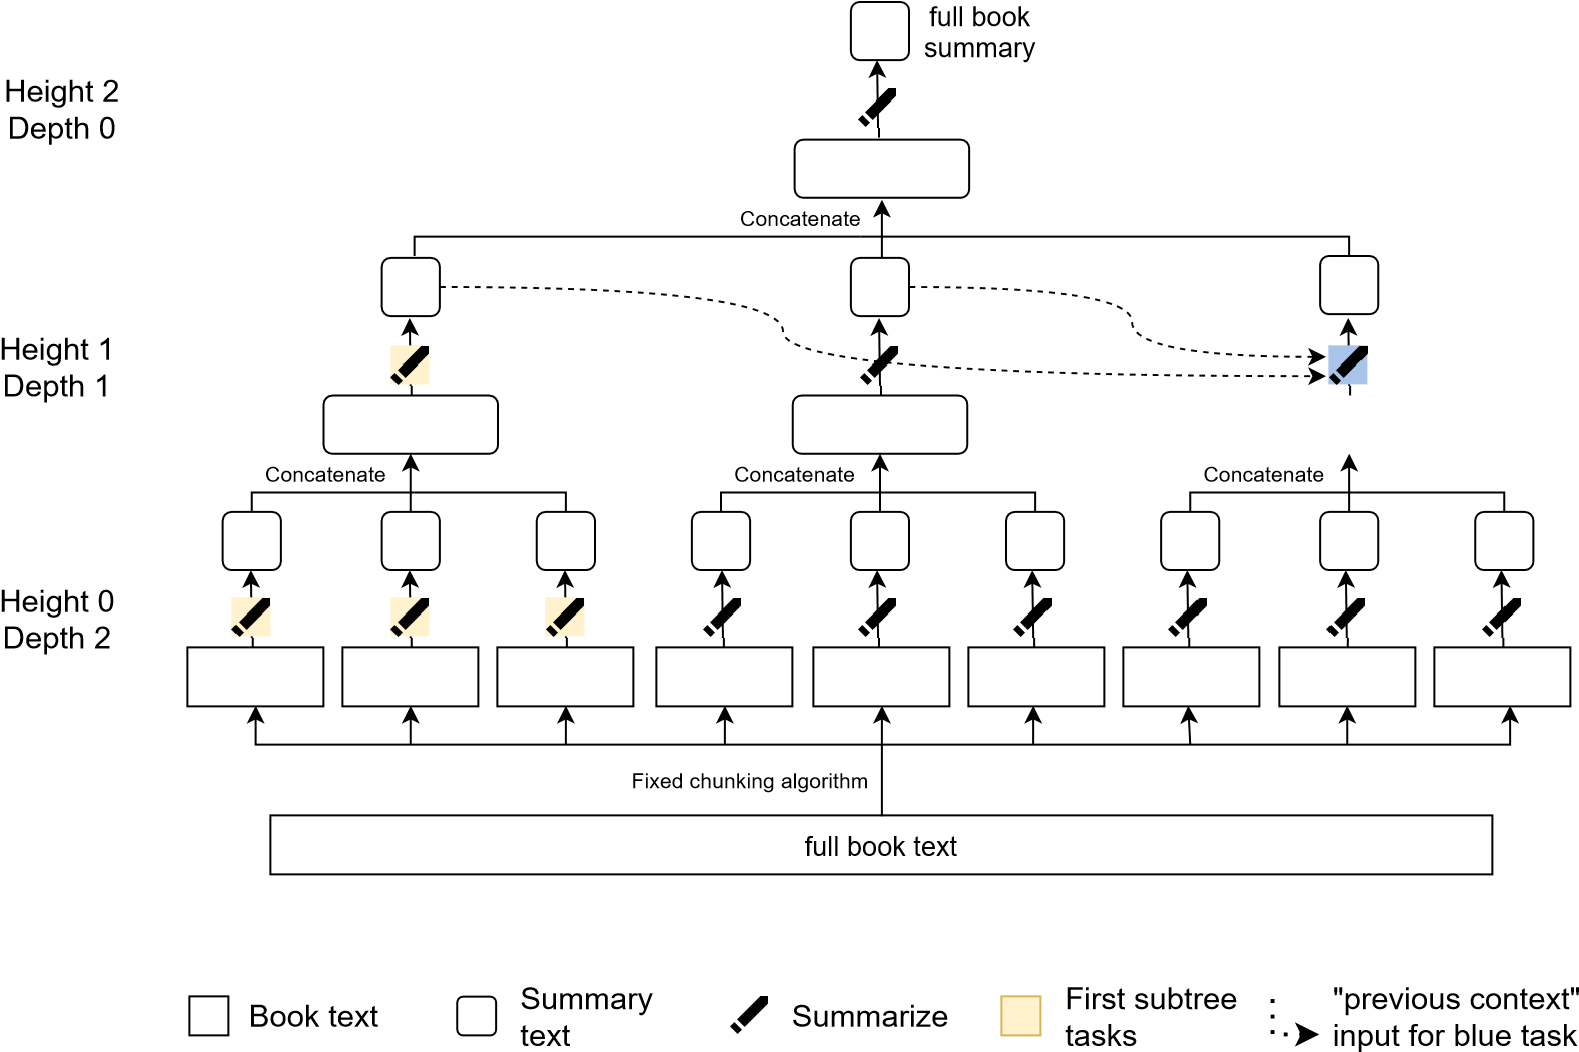 full book
summary
Height 2
Depth 0
Concatenate
Height 1
Depth 1
Concatenate
Concatenate
Concatenate
Height 0
Depth 2
Fixed chunking algorithm
full book text
Book text
Summary
text
Summarize
First subtree
tasks
"previous context"
input for blue task